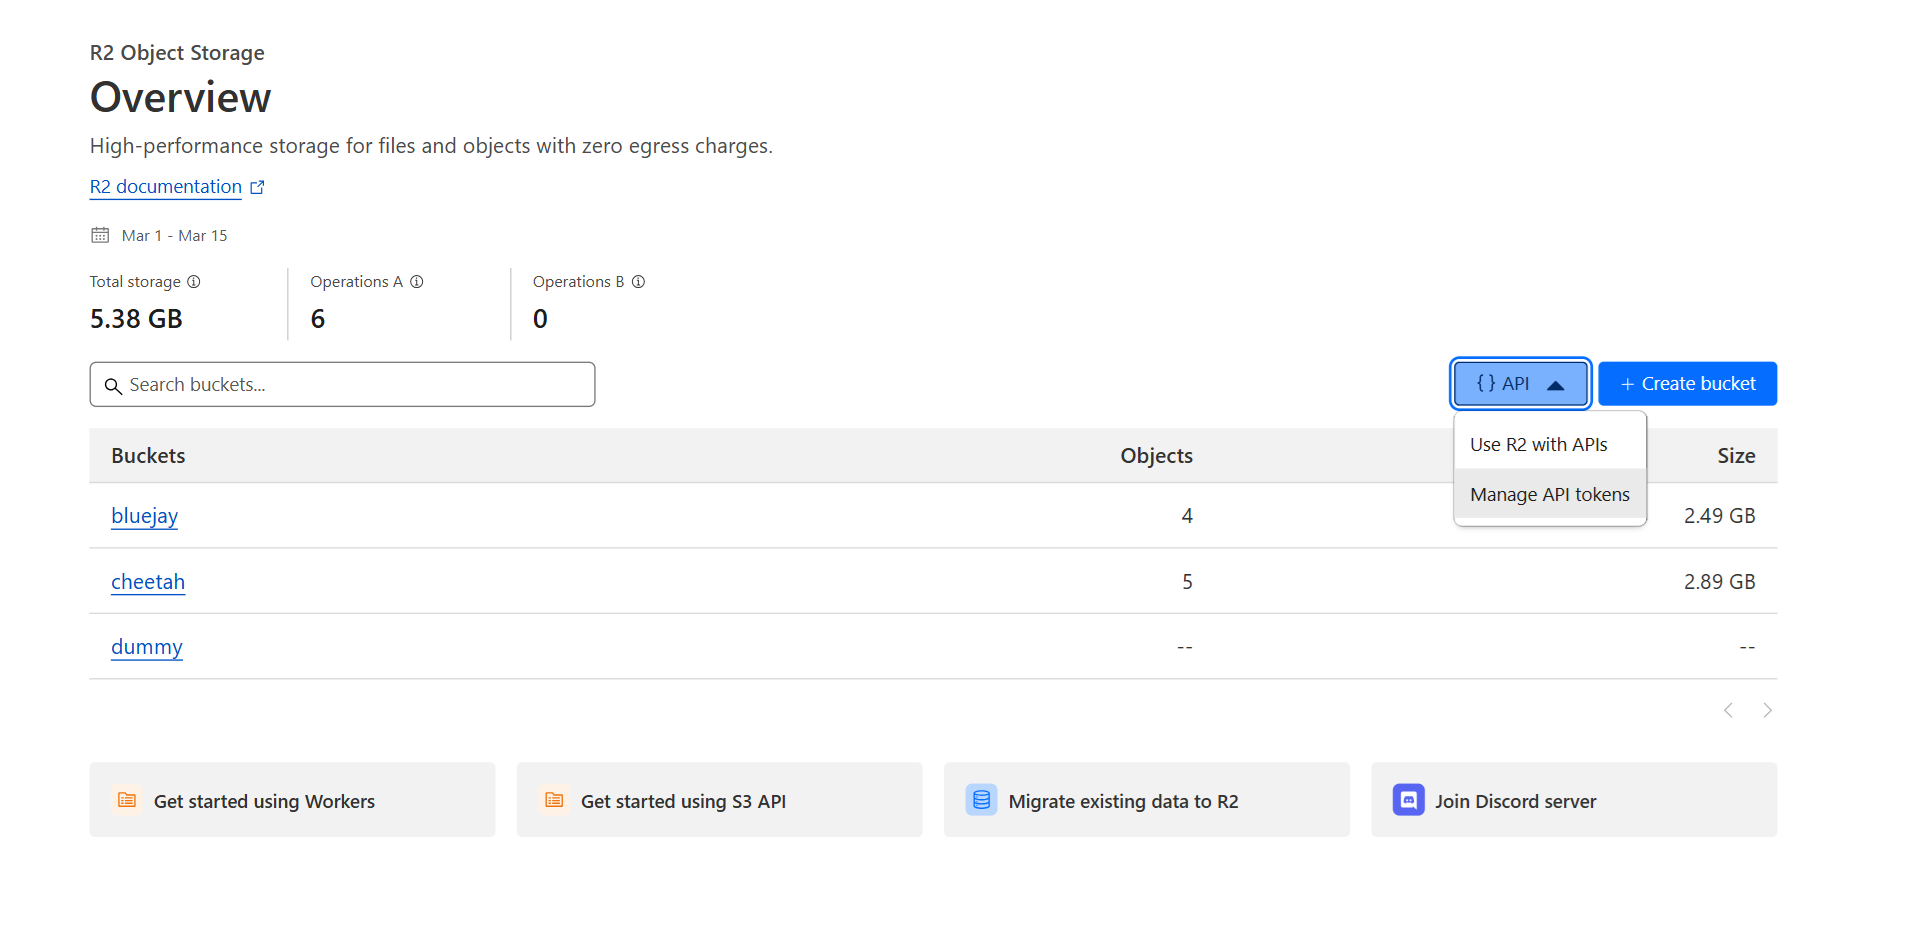 R2 Object Storage
Overview
High-performance storage for files and objects with zero egress charges.
R2 documentation
Mar 1 - Mar 15
Total storage
5.38 GB
Operations A
6
Operations B
0
Search buckets...
{ } API
+ Create bucket
Use R2 with APIs
Manage API tokens
Buckets Objects Size
bluejay 4 2.49 GB
cheetah 5 2.89 GB
dummy -- --
Get started using Workers
Get started using S3 API
Migrate existing data to R2
Join Discord server